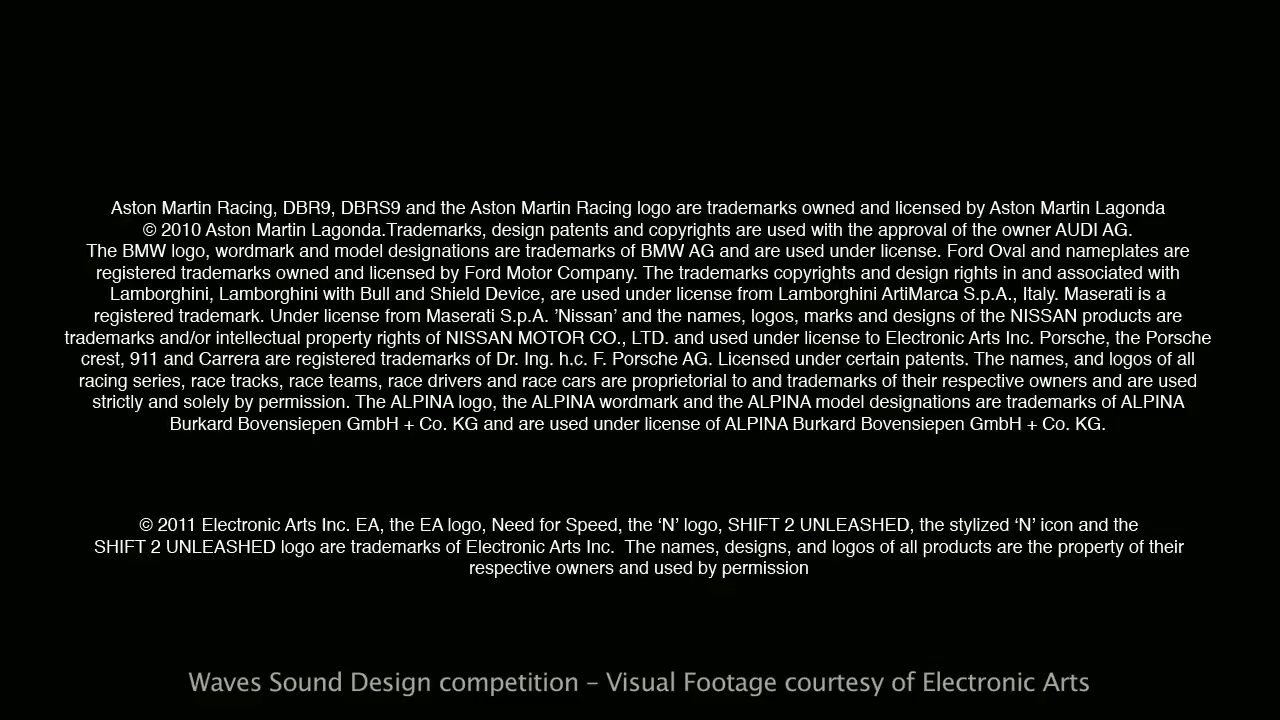 Aston Martin Racing, DBR9, DBRS9 and the Aston Martin Racing logo are trademarks owned and licensed by Aston Martin Lagonda
© 2010 Aston Martin Lagonda.Trademarks, design patents and copyrights are used with the approval of the owner AUDI AG.
The BMW logo, wordmark and model designations are trademarks of BMW AG and are used under license. Ford Oval and nameplates are
registered trademarks owned and licensed by Ford Motor Company. The trademarks copyrights and design rights in and associated with
Lamborghini, Lamborghini with Bull and Shield Device, are used under license from Lamborghini ArtiMarca S.p.A., Italy. Maserati is a
registered trademark. Under license from Maserati S.p.A. ’Nissan’ and the names, logos, marks and designs of the NISSAN products are
trademarks and/or intellectual property rights of NISSAN MOTOR CO., LTD. and used under license to Electronic Arts Inc. Porsche, the Porsche
crest, 911 and Carrera are registered trademarks of Dr. Ing. h.c. F. Porsche AG. Licensed under certain patents. The names, and logos of all
racing series, race tracks, race teams, race drivers and race cars are proprietorial to and trademarks of their respective owners and are used
strictly and solely by permission. The ALPINA logo, the ALPINA wordmark and the ALPINA model designations are trademarks of ALPINA
Burkard Bovensiepen GmbH + Co. KG and are used under license of ALPINA Burkard Bovensiepen GmbH + Co. KG.
© 2011 Electronic Arts Inc. EA, the EA logo, Need for Speed, the ‘N’ logo, SHIFT 2 UNLEASHED, the stylized ‘N’ icon and the
SHIFT 2 UNLEASHED logo are trademarks of Electronic Arts Inc.  The names, designs, and logos of all products are the property of their
respective owners and used by permission
Waves Sound Design competition – Visual Footage courtesy of Electronic Arts